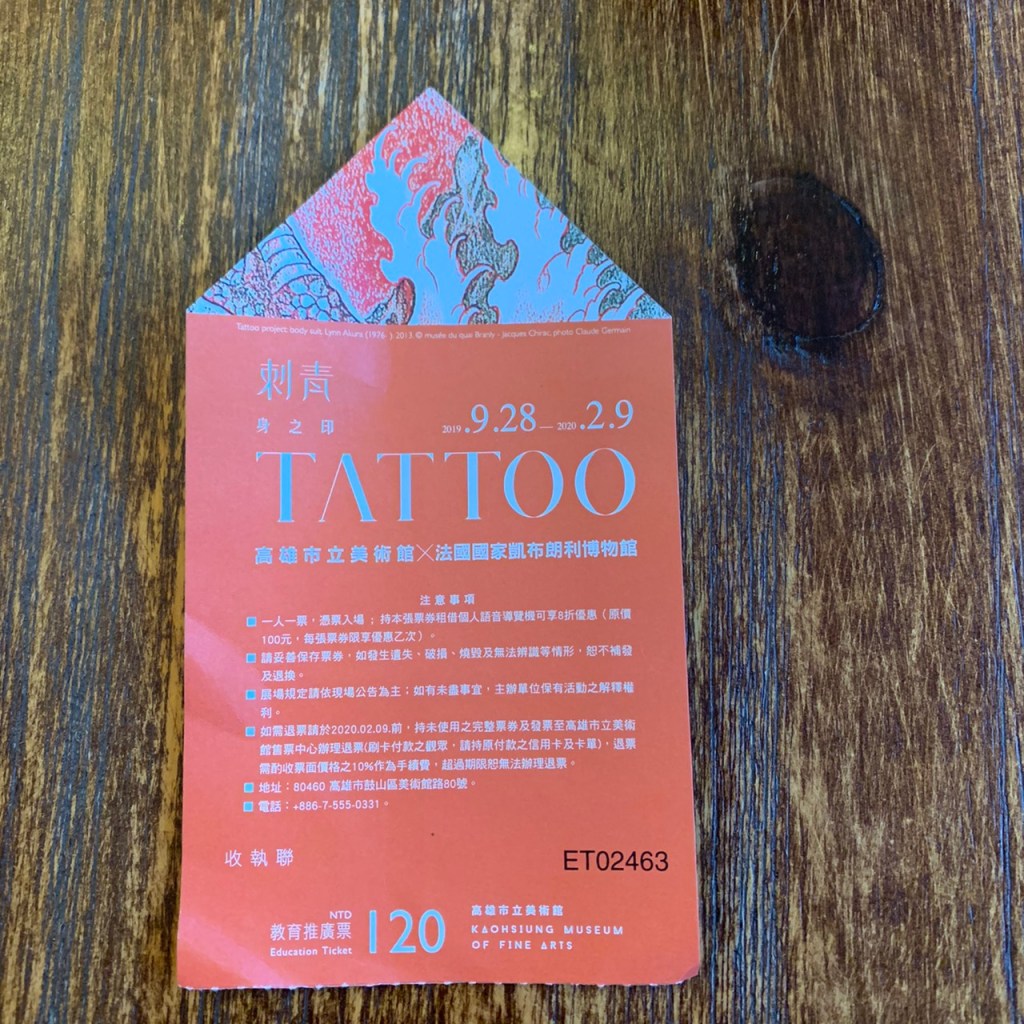 Tattoo project: body suit, Lynn Akura (1976- ) 2013. © musée du quai Branly - Jacques Chirac, photo Claude Germain
刺青
身之印
2019.9.28—2020.2.9
TATTOO
高雄市立美術館×法國國家凱布朗利博物館
注意事項
一人一票，憑票入場；持本張票券租借個人語音導覽機可享8折優惠（原價
100元，每張票券限享優惠乙次）。
請妥善保存票券，如發生遺失、破損、燒毀及無法辨識等情形，恕不補發
及退換。
展場規定請依現場公告為主；如有未盡事宜，主辦單位保有活動之解釋權
利。
如需退票請於2020.02.09.前，持未使用之完整票券及發票至高雄市立美術
館售票中心辦理退票(刷卡付款之觀眾，請持原付款之信用卡及卡單)，退票
需酌收票面價格之10%作為手續費，超過期限恕無法辦理退票。
地址：80460 高雄市鼓山區美術館路80號。
電話：+886-7-555-0331。
收執聯
ET02463
NTD
教育推廣票
Education Ticket
120
高雄市立美術館
KAOHSIUNG MUSEUM
OF FINE ARTS